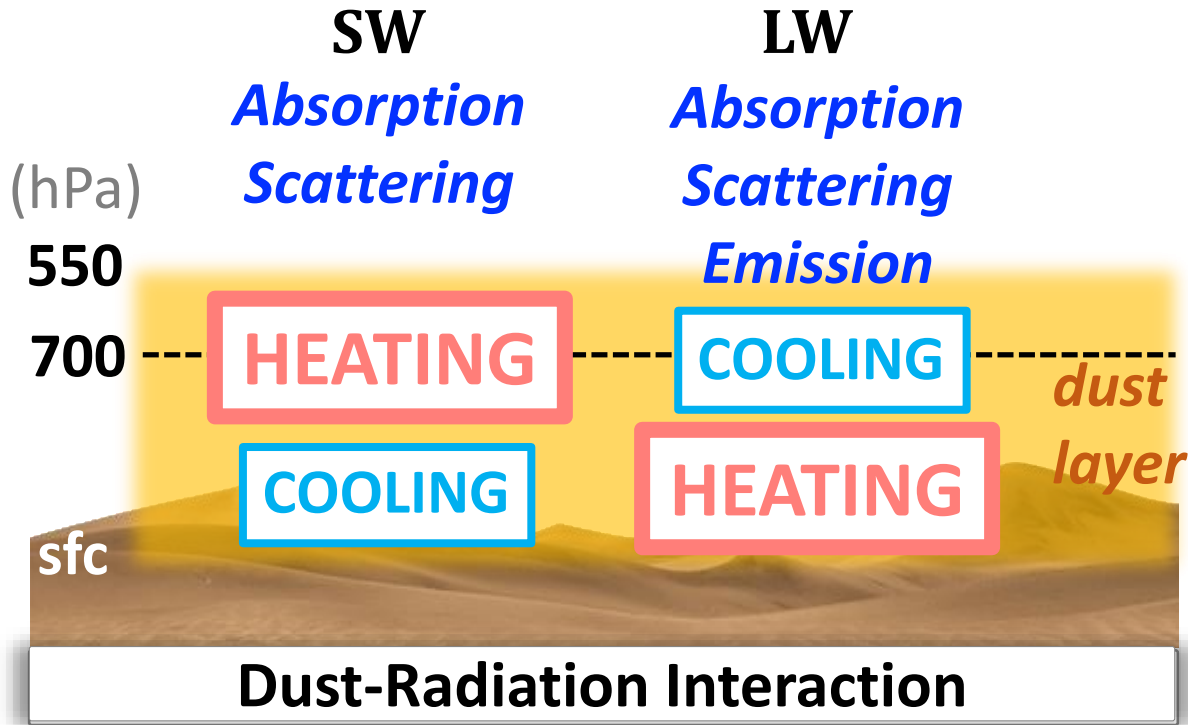 SW
Absorption
Scattering
LW
Absorption
Scattering
Emission
(hPa)
550
700
HEATING
COOLING
COOLING
HEATING
dust
layer
sfc
Dust-Radiation Interaction